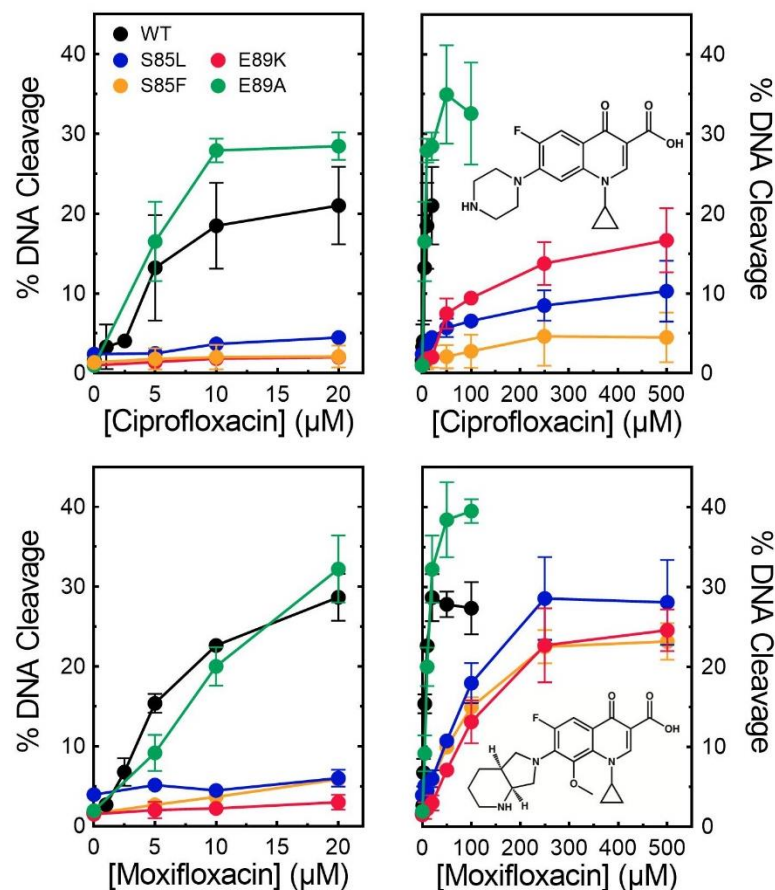 WT
S85L E89K
S85F E89A
% DNA Cleavage
40
30
20
10
0
0 5 10 15 20
[Ciprofloxacin] (µM)
F
O
O
OH
N
N
HN
40
30
20
10
0
% DNA Cleavage
0 100 200 300 400 500
[Ciprofloxacin] (µM)
% DNA Cleavage
40
30
20
10
0
0 5 10 15 20
[Moxifloxacin] (µM)
40
30
20
10
0
% DNA Cleavage
F
O
O
OH
H
N
N
O
NH
H
0 100 200 300 400 500
[Moxifloxacin] (µM)